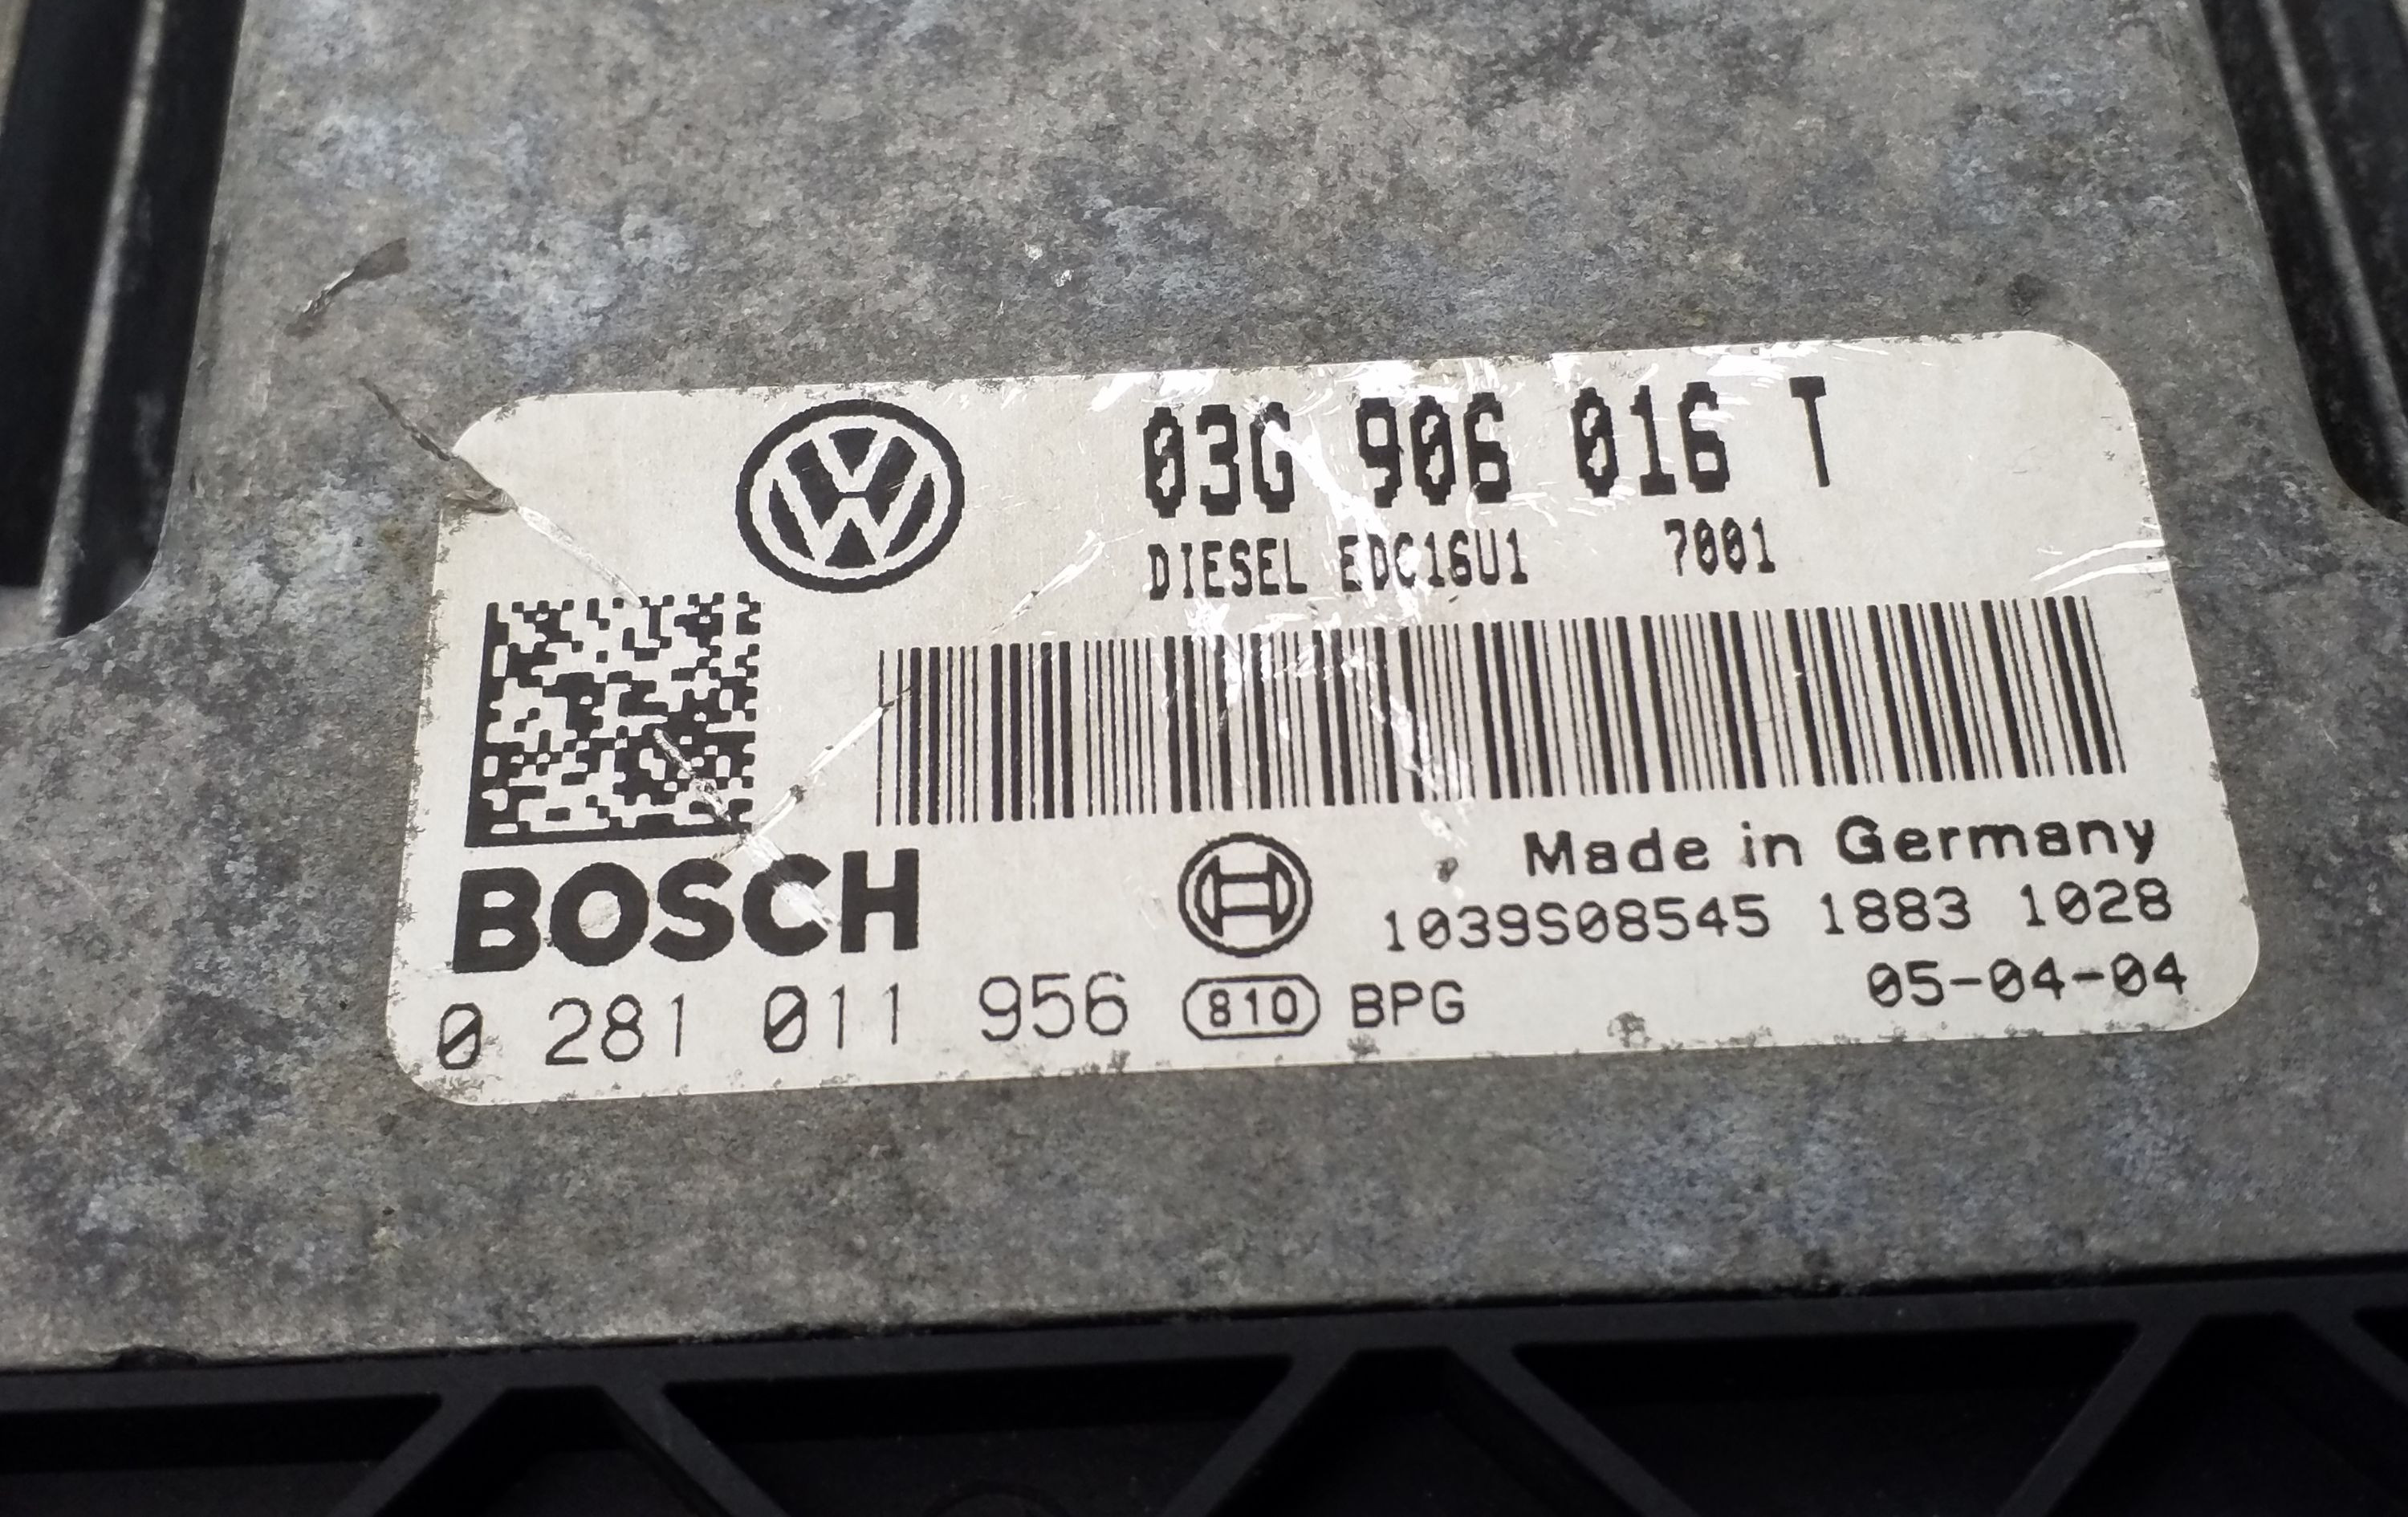 03G 906 016 T
DIESEL EDC16U1 7001
Made in Germany
BOSCH
1039S08545 1883 1028
0 281 011 956 810 BPG 05-04-04